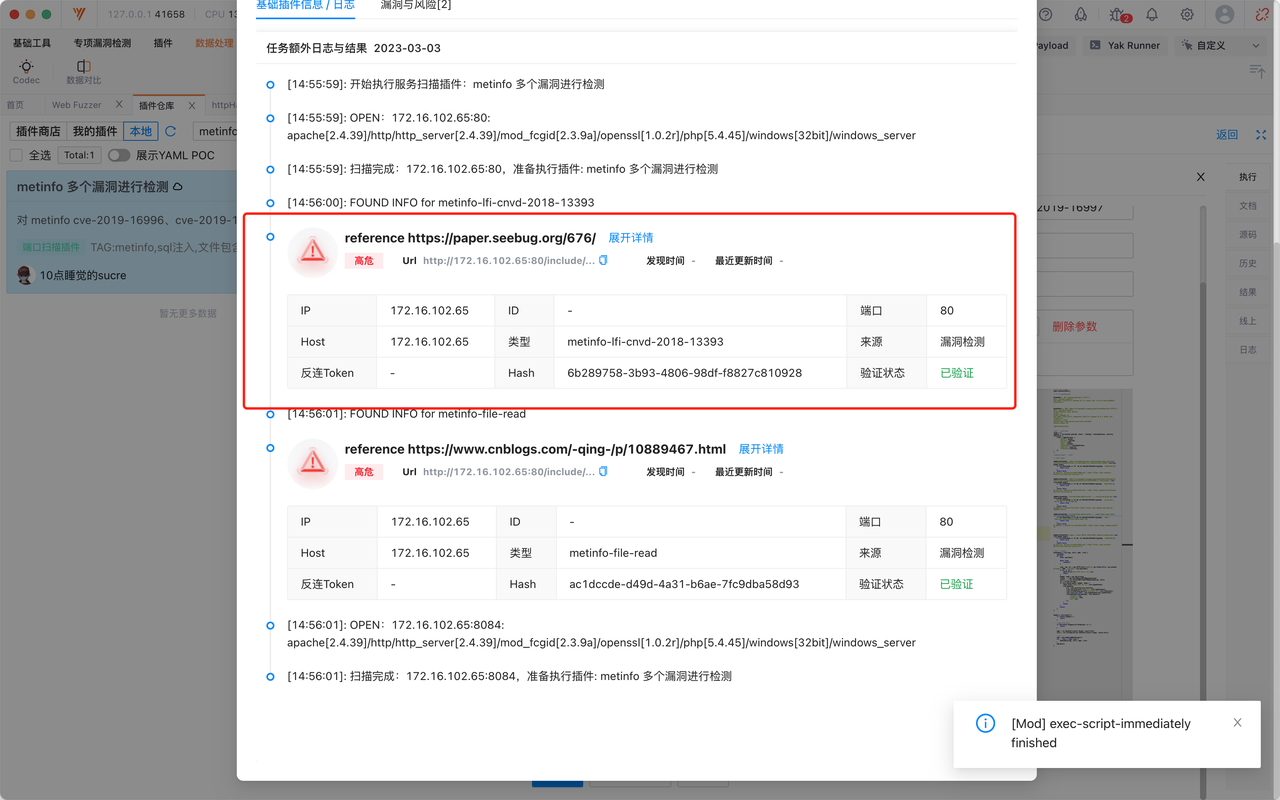 127.0.0.1 41658 CPU
基础插件信息 / 日志 漏洞与风险[2]
2
基础工具 专项漏洞检测 插件 数据处理
Yak Runner 自定义
Codec 数据对比
首页 Web Fuzzer 插件仓库
插件商店 我的插件 本地
全选 Total:1 展示YAML POC
metinfo 多个漏洞进行检测
对 metinfo cve-2019-16996、cve-2019-1
端口扫描插件 TAG:metinfo,sql注入,文件包含
10点睡觉的sucre
暂无更多数据
任务额外日志与结果 2023-03-03
[14:55:59]: 开始执行服务扫描插件：metinfo 多个漏洞进行检测
[14:55:59]: OPEN：172.16.102.65:80:
apache[2.4.39]/http/http_server[2.4.39]/mod_fcgid[2.3.9a]/openssl[1.0.2r]/php[5.4.45]/windows[32bit]/windows_server
[14:55:59]: 扫描完成：172.16.102.65:80，准备执行插件: metinfo 多个漏洞进行检测
[14:56:00]: FOUND INFO for metinfo-lfi-cnvd-2018-13393
reference https://paper.seebug.org/676/ 展开详情
高危 Url http://172.16.102.65:80/include/... 发现时间 - 最近更新时间 -
IP 172.16.102.65 ID - 端口 80
Host 172.16.102.65 类型 metinfo-lfi-cnvd-2018-13393 来源 漏洞检测
反连Token - Hash 6b289758-3b93-4806-98df-f8827c810928 验证状态 已验证
[14:56:01]: FOUND INFO for metinfo-file-read
reference https://www.cnblogs.com/-qing-/p/10889467.html 展开详情
高危 Url http://172.16.102.65:80/include/... 发现时间 - 最近更新时间 -
IP 172.16.102.65 ID - 端口 80
Host 172.16.102.65 类型 metinfo-file-read 来源 漏洞检测
反连Token - Hash ac1dccde-d49d-4a31-b6ae-7fc9dba58d93 验证状态 已验证
[14:56:01]: OPEN：172.16.102.65:8084:
apache[2.4.39]/http/http_server[2.4.39]/mod_fcgid[2.3.9a]/openssl[1.0.2r]/php[5.4.45]/windows[32bit]/windows_server
[14:56:01]: 扫描完成：172.16.102.65:8084，准备执行插件: metinfo 多个漏洞进行检测
返回
执行
文档
源码
历史
结果
线上
日志
删除参数
[Mod] exec-script-immediately
finished